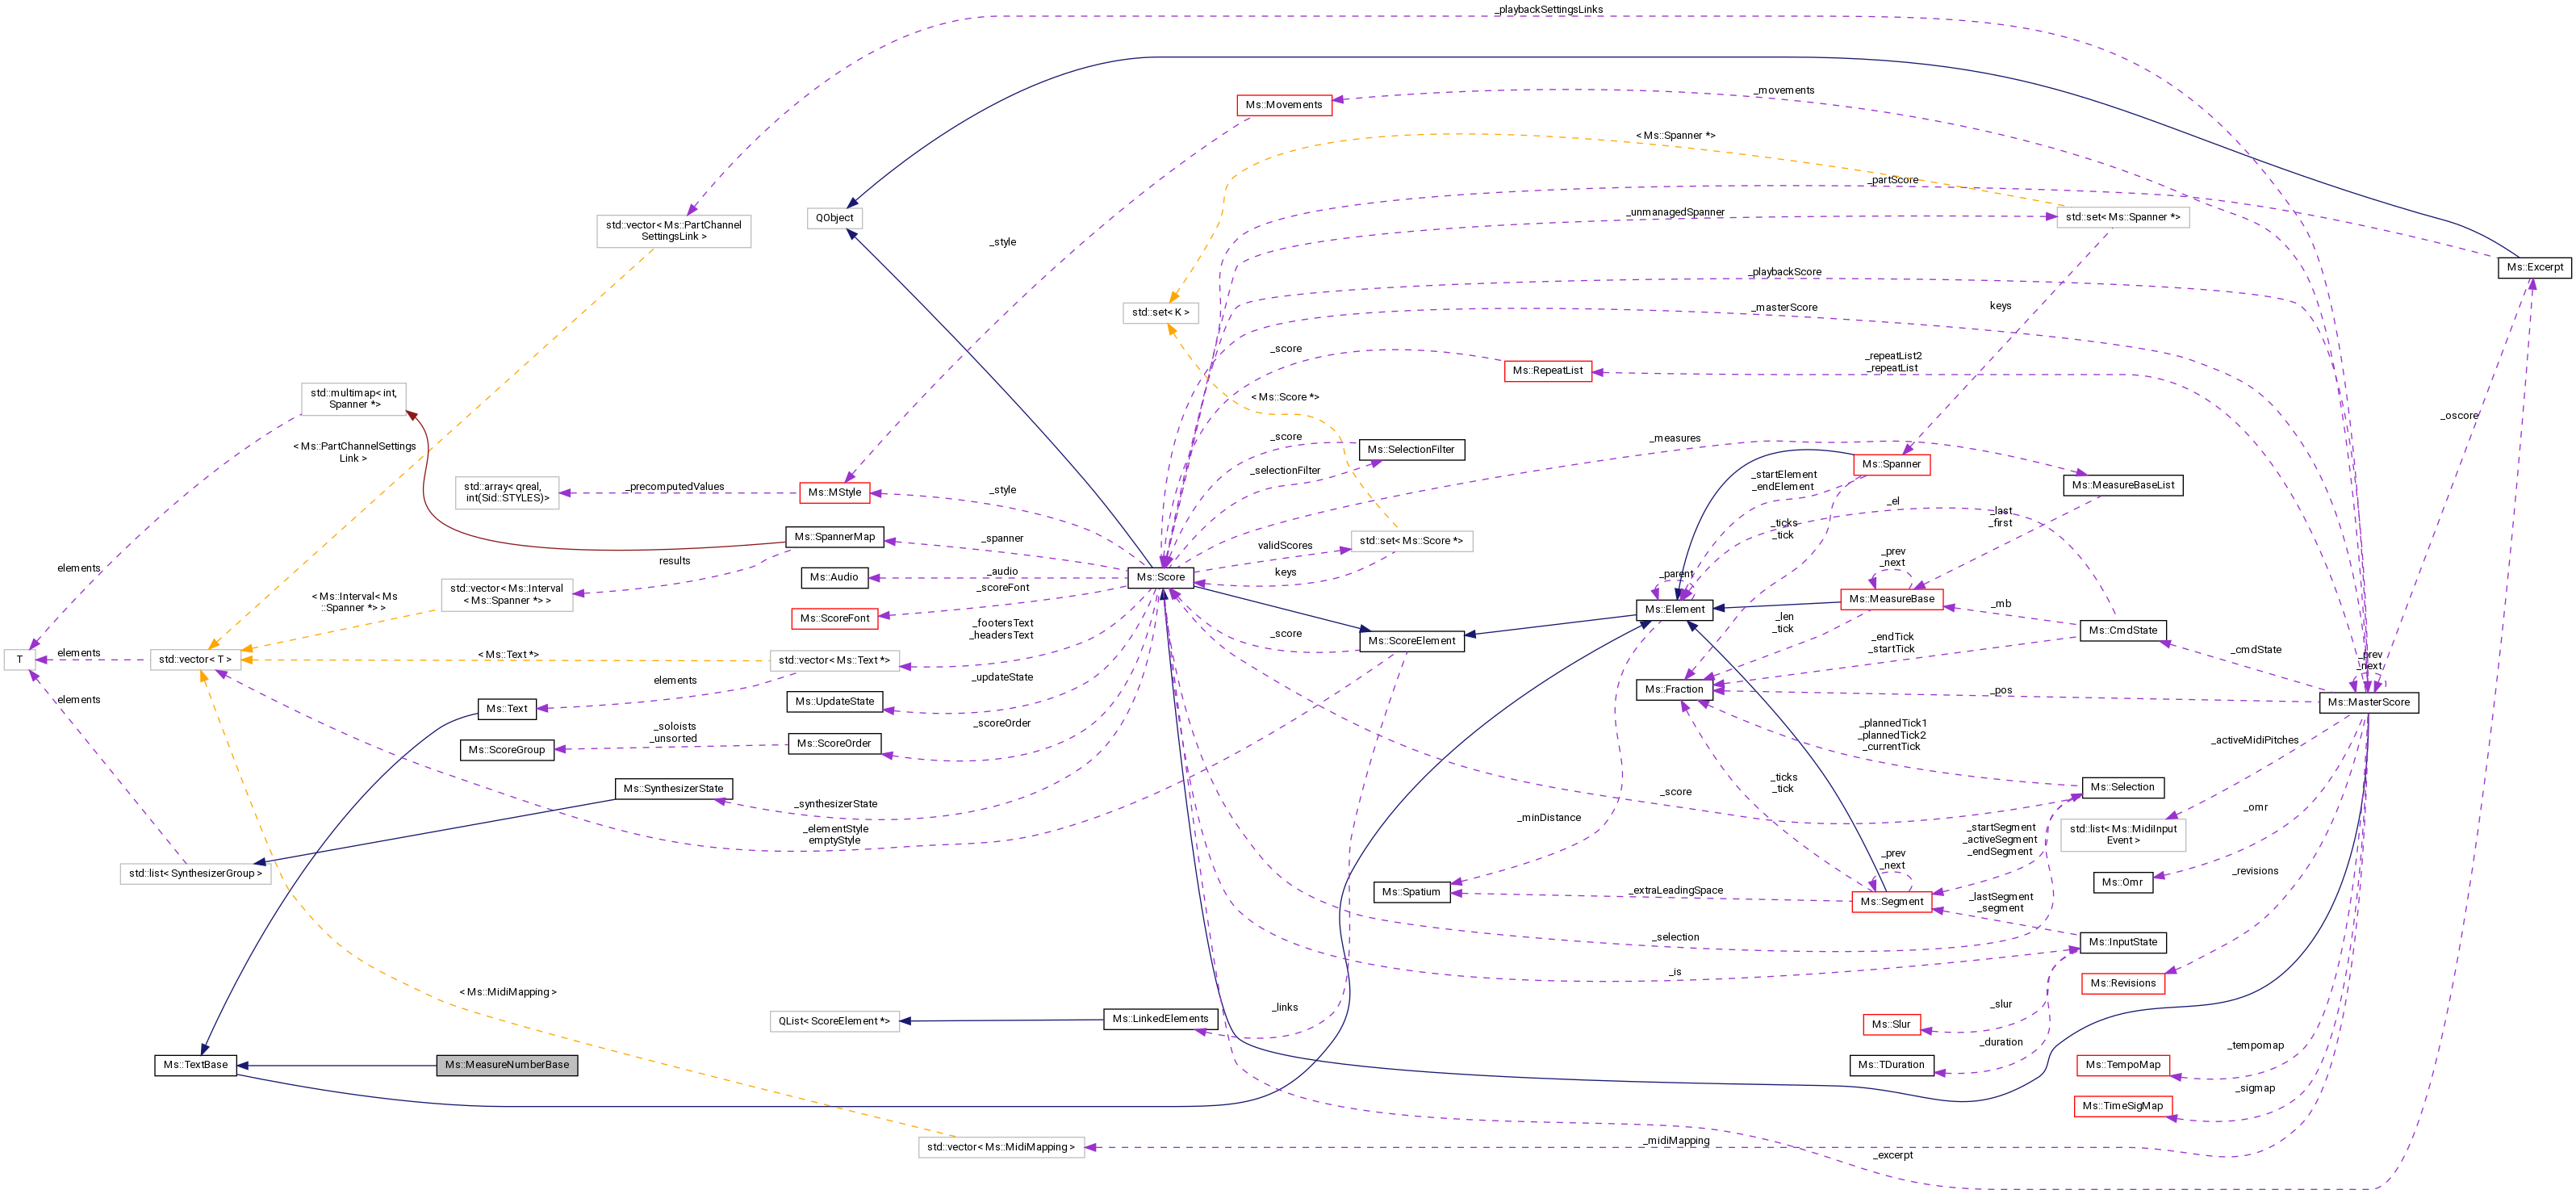 _playbackSettingsLinks
_movements
Ms::Movements
< Ms::Spanner *>
_partScore
_unmanagedSpanner
std::set< Ms::Spanner *>
QObject
std::vector< Ms::PartChannel
SettingsLink >
_style
_playbackScore
Ms::Excerpt
std::set< K >
_masterScore
keys
_score
_repeatList2
_repeatList
Ms::RepeatList
std::multimap< int,
Spanner *>
< Ms::Score *>
_oscore
< Ms::PartChannelSettings
Link >
_score
Ms::SelectionFilter
_measures
_selectionFilter
Ms::Spanner
_startElement
_endElement
Ms::MeasureBaseList
std::array< qreal,
int(Sid::STYLES)>
_precomputedValues
Ms::MStyle
_style
_el
_last
_first
_ticks
_tick
Ms::SpannerMap
_spanner
validScores
std::set< Ms::Score *>
results
keys
_prev
_next
elements
Ms::Audio
_audio
Ms::Score
_parent
std::vector< Ms::Interval
< Ms::Spanner *> >
_scoreFont
< Ms::Interval< Ms
::Spanner *> >
Ms::ScoreFont
Ms::Element
Ms::MeasureBase
_mb
_footersText
_headersText
_score
Ms::ScoreElement
_len
_tick
Ms::CmdState
_endTick
_startTick
_cmdState
T
elements
std::vector< T >
< Ms::Text *>
std::vector< Ms::Text *>
_prev
_next
elements
_updateState
Ms::Fraction
_pos
Ms::MasterScore
elements
Ms::Text
Ms::UpdateState
_soloists
_unsorted
_scoreOrder
_plannedTick1
_plannedTick2
_currentTick
_activeMidiPitches
Ms::ScoreGroup
Ms::ScoreOrder
Ms::SynthesizerState
_synthesizerState
_ticks
_tick
_score
Ms::Selection
_omr
_elementStyle
emptyStyle
_minDistance
_startSegment
_activeSegment
_endSegment
std::list< Ms::MidiInput
Event >
_prev
_next
std::list< SynthesizerGroup >
Ms::Spatium
_extraLeadingSpace
Ms::Segment
Ms::Omr
_revisions
_lastSegment
_segment
_selection
Ms::InputState
_is
Ms::Revisions
< Ms::MidiMapping >
_links
_slur
QList< ScoreElement *>
Ms::LinkedElements
Ms::Slur
_duration
_tempomap
Ms::TextBase
Ms::MeasureNumberBase
Ms::TDuration
Ms::TempoMap
_sigmap
Ms::TimeSigMap
std::vector< Ms::MidiMapping >
_midiMapping
_excerpt